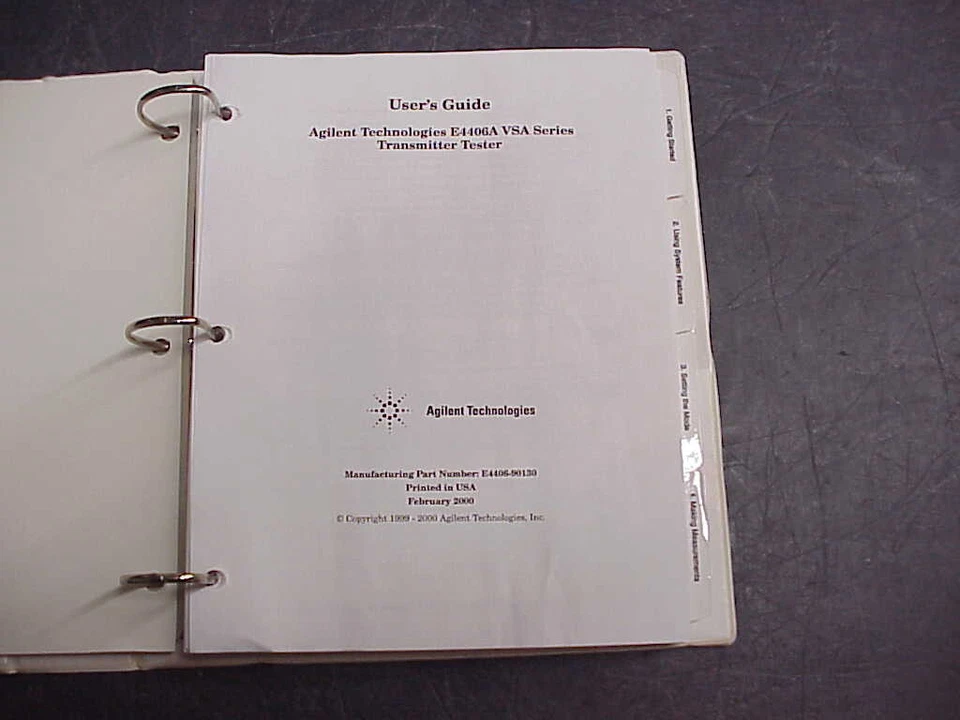 User's Guide
Agilent Technologies E4406A VSA Series
Transmitter Tester
Agilent Technologies
Manufacturing Part Number: E4406-90130
Printed in USA
February 2000
© Copyright 1999 - 2000 Agilent Technologies, Inc.
1. Getting Started
2. Using System Features
3. Setting the Mode
4. Making Measurements